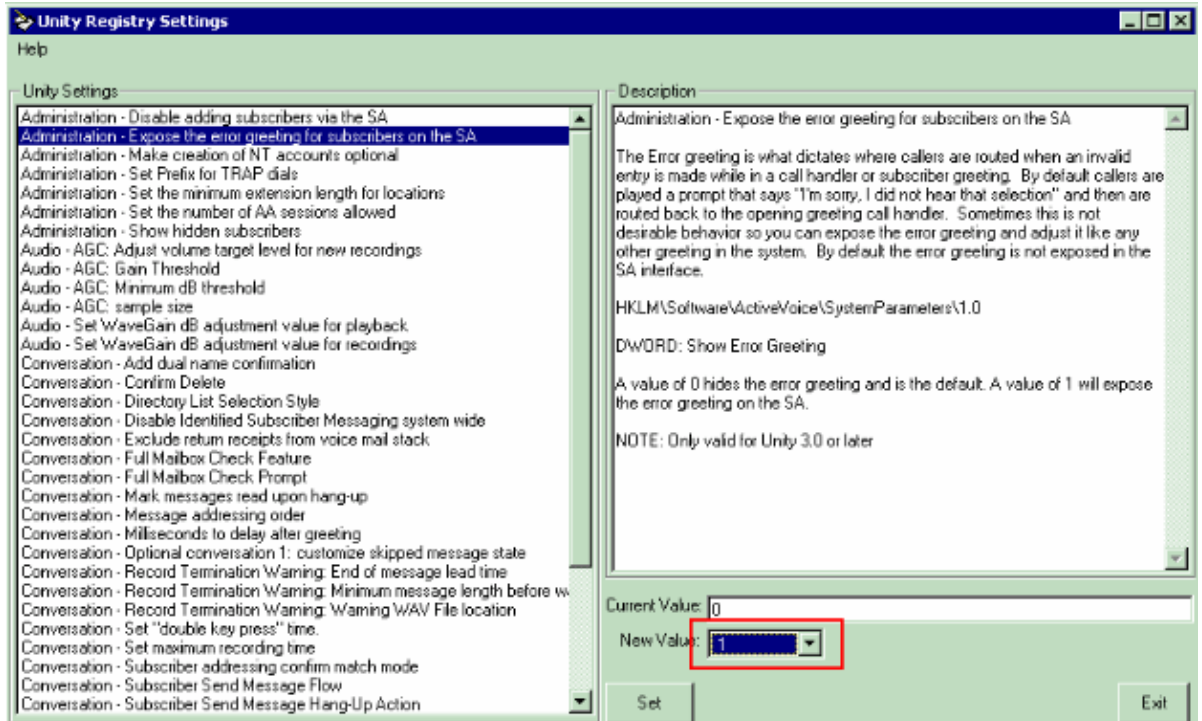 Unity Registry Settings
Help
Unity Settings
Administration - Disable adding subscribers via the SA
Administration - Expose the error greeting for subscribers on the SA
Administration - Make creation of NT accounts optional
Administration - Set Prefix for TRAP dials
Administration - Set the minimum extension length for locations
Administration - Set the number of AA sessions allowed
Administration - Show hidden subscribers
Audio - AGC: Adjust volume target level for new recordings
Audio - AGC: Gain Threshold
Audio - AGC: Minimum dB threshold
Audio - AGC: sample size
Audio - Set WaveGain dB adjustment value for playback
Audio - Set WaveGain dB adjustment value for recordings
Conversation - Add dual name confirmation
Conversation - Confirm Delete
Conversation - Directory List Selection Style
Conversation - Disable Identified Subscriber Messaging system wide
Conversation - Exclude return receipts from voice mail stack
Conversation - Full Mailbox Check Feature
Conversation - Full Mailbox Check Prompt
Conversation - Mark messages read upon hang-up
Conversation - Message addressing order
Conversation - Milliseconds to delay after greeting
Conversation - Optional conversation 1: customize skipped message state
Conversation - Record Termination Warning: End of message lead time
Conversation - Record Termination Warning: Minimum message length before w
Conversation - Record Termination Warning: Warning WAV File location
Conversation - Set "double key press" time.
Conversation - Set maximum recording time
Conversation - Subscriber addressing confirm match mode
Conversation - Subscriber Send Message Flow
Conversation - Subscriber Send Message Hang-Up Action
Description
Administration - Expose the error greeting for subscribers on the SA
The Error greeting is what dictates where callers are routed when an invalid
entry is made while in a call handler or subscriber greeting. By default callers are
played a prompt that says "I'm sorry, I did not hear that selection" and then are
routed back to the opening greeting call handler. Sometimes this is not
desirable behavior so you can expose the error greeting and adjust it like any
other greeting in the system. By default the error greeting is not exposed in the
SA interface.
HKLM\Software\ActiveVoice\SystemParameters\1.0
DWORD: Show Error Greeting
A value of 0 hides the error greeting and is the default. A value of 1 will expose
the error greeting on the SA.
NOTE: Only valid for Unity 3.0 or later
Current Value: 0
New Value: 1
Set
Exit